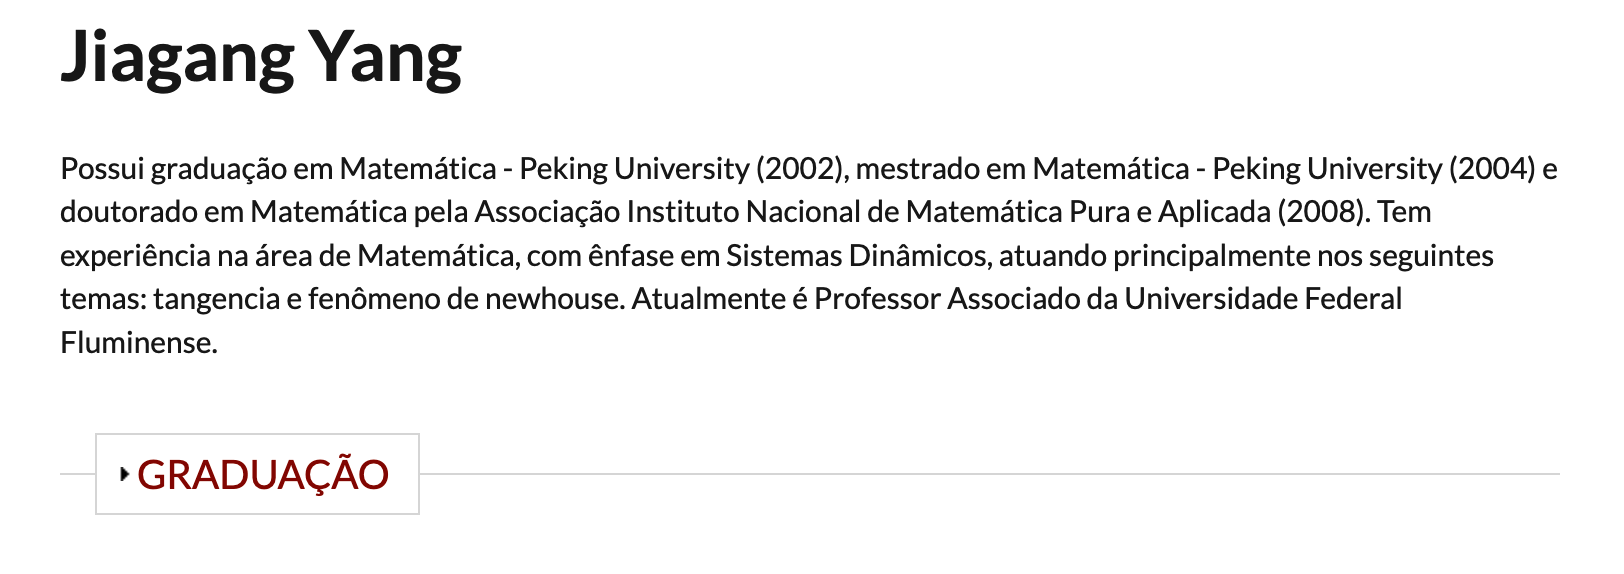 Jiagang Yang
Possui graduação em Matemática - Peking University (2002), mestrado em Matemática - Peking University (2004) e
doutorado em Matemática pela Associação Instituto Nacional de Matemática Pura e Aplicada (2008). Tem
experiência na área de Matemática, com ênfase em Sistemas Dinâmicos, atuando principalmente nos seguintes
temas: tangencia e fenômeno de newhouse. Atualmente é Professor Associado da Universidade Federal
Fluminense.
GRADUAÇÃO